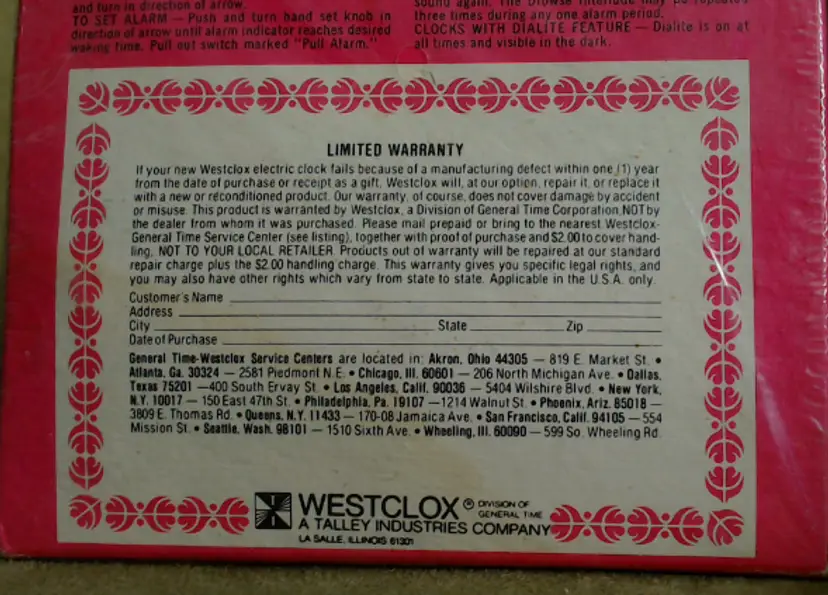 and turn in direction of arrow.
TO SET ALARM — Push and turn hand set knob in
direction of arrow until alarm indicator reaches desired
waking time. Pull out switch marked "Pull Alarm."
sound again. The Drowse interlude may be repeated
three times during any one alarm period.
CLOCKS WITH DIALITE FEATURE — Dialite is on at
all times and visible in the dark.
LIMITED WARRANTY
If your new Westclox electric clock fails because of a manufacturing defect within one (1) year
from the date of purchase or receipt as a gift, Westclox will, at our option, repair it, or replace it
with a new or reconditioned product. Our warranty, of course, does not cover damage by accident
or misuse. This product is warranted by Westclox, a Division of General Time Corporation, NOT by
the dealer from whom it was purchased. Please mail prepaid or bring to the nearest Westclox-
General Time Service Center (see listing), together with proof of purchase and $2.00 to cover hand-
ling, NOT TO YOUR LOCAL RETAILER. Products out of warranty will be repaired at our standard
repair charge plus the $2.00 handling charge. This warranty gives you specific legal rights, and
you may also have other rights which vary from state to state. Applicable in the U.S.A. only.
Customer's Name
Address
City State Zip
Date of Purchase
General Time-Westclox Service Centers are located in: Akron, Ohio 44305 — 819 E. Market St. •
Atlanta, Ga. 30324 — 2581 Piedmont N.E. • Chicago, Ill. 60601 — 206 North Michigan Ave. • Dallas,
Texas 75201 —400 South Ervay St. • Los Angeles, Calif. 90036 — 5404 Wilshire Blvd. • New York,
N.Y. 10017 — 150 East 47th St. • Philadelphia, Pa. 19107 —1214 Walnut St. • Phoenix, Ariz. 85018 —
3809 E. Thomas Rd. • Queens, N.Y. 11433 — 170-08 Jamaica Ave. • San Francisco, Calif. 94105 — 554
Mission St. • Seattle, Wash. 98101 — 1510 Sixth Ave. • Wheeling, Ill. 60090 — 599 So. Wheeling Rd.
WESTCLOX ® DIVISION OF
GENERAL TIME
A TALLEY INDUSTRIES COMPANY
LA SALLE, ILLINOIS 61301